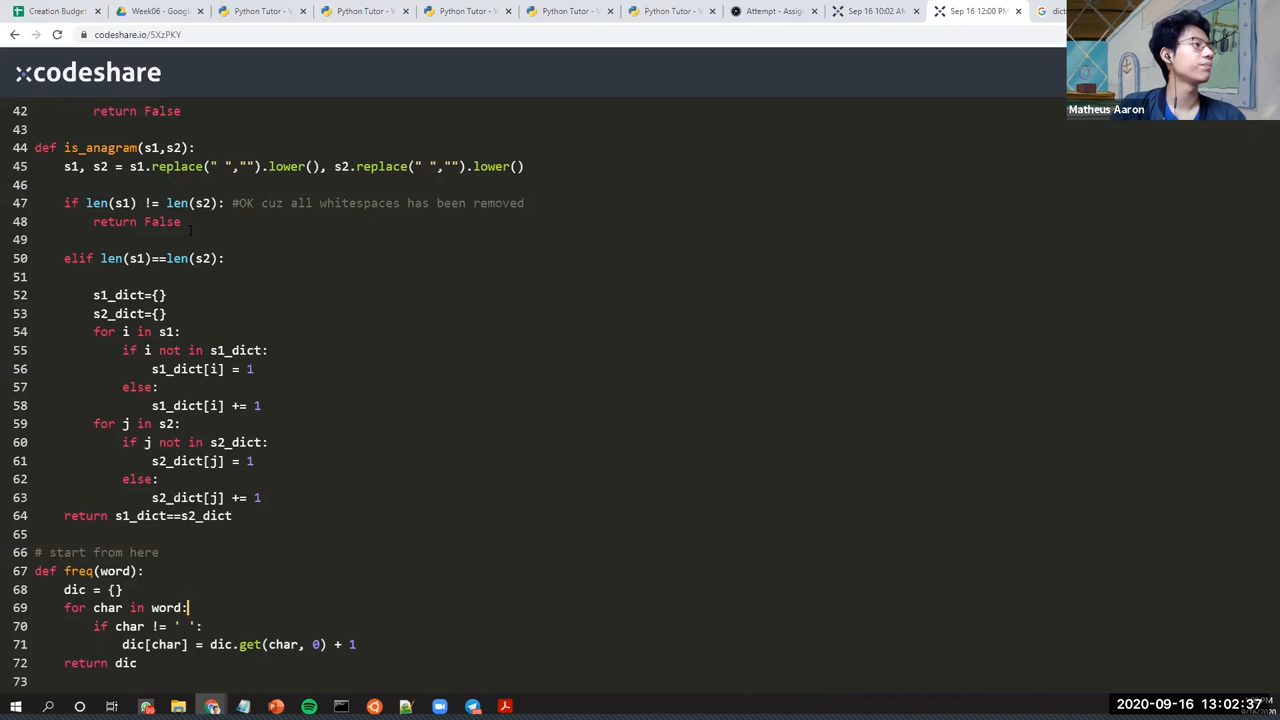 Creation Budget
Week06 - Googl
Python Tutor - V
Python Tutor - V
Python Tutor - V
Python Tutor - V
Python Tutor - V
Attempt - Assign
Sep 16 10:02 AM
Sep 16 12:00 PM
dict
codeshare.io/5XzPKY
Matheus Aaron
codeshare
42 return False
43
44 def is_anagram(s1,s2):
45 s1, s2 = s1.replace(" ","").lower(), s2.replace(" ","").lower()
46
47 if len(s1) != len(s2): #OK cuz all whitespaces has been removed
48 return False
49
50 elif len(s1)==len(s2):
51
52 s1_dict={}
53 s2_dict={}
54 for i in s1:
55 if i not in s1_dict:
56 s1_dict[i] = 1
57 else:
58 s1_dict[i] += 1
59 for j in s2:
60 if j not in s2_dict:
61 s2_dict[j] = 1
62 else:
63 s2_dict[j] += 1
64 return s1_dict==s2_dict
65
66 # start from here
67 def freq(word):
68 dic = {}
69 for char in word:
70 if char != ' ':
71 dic[char] = dic.get(char, 0) + 1
72 return dic
73
2020-09-16 13:02:37